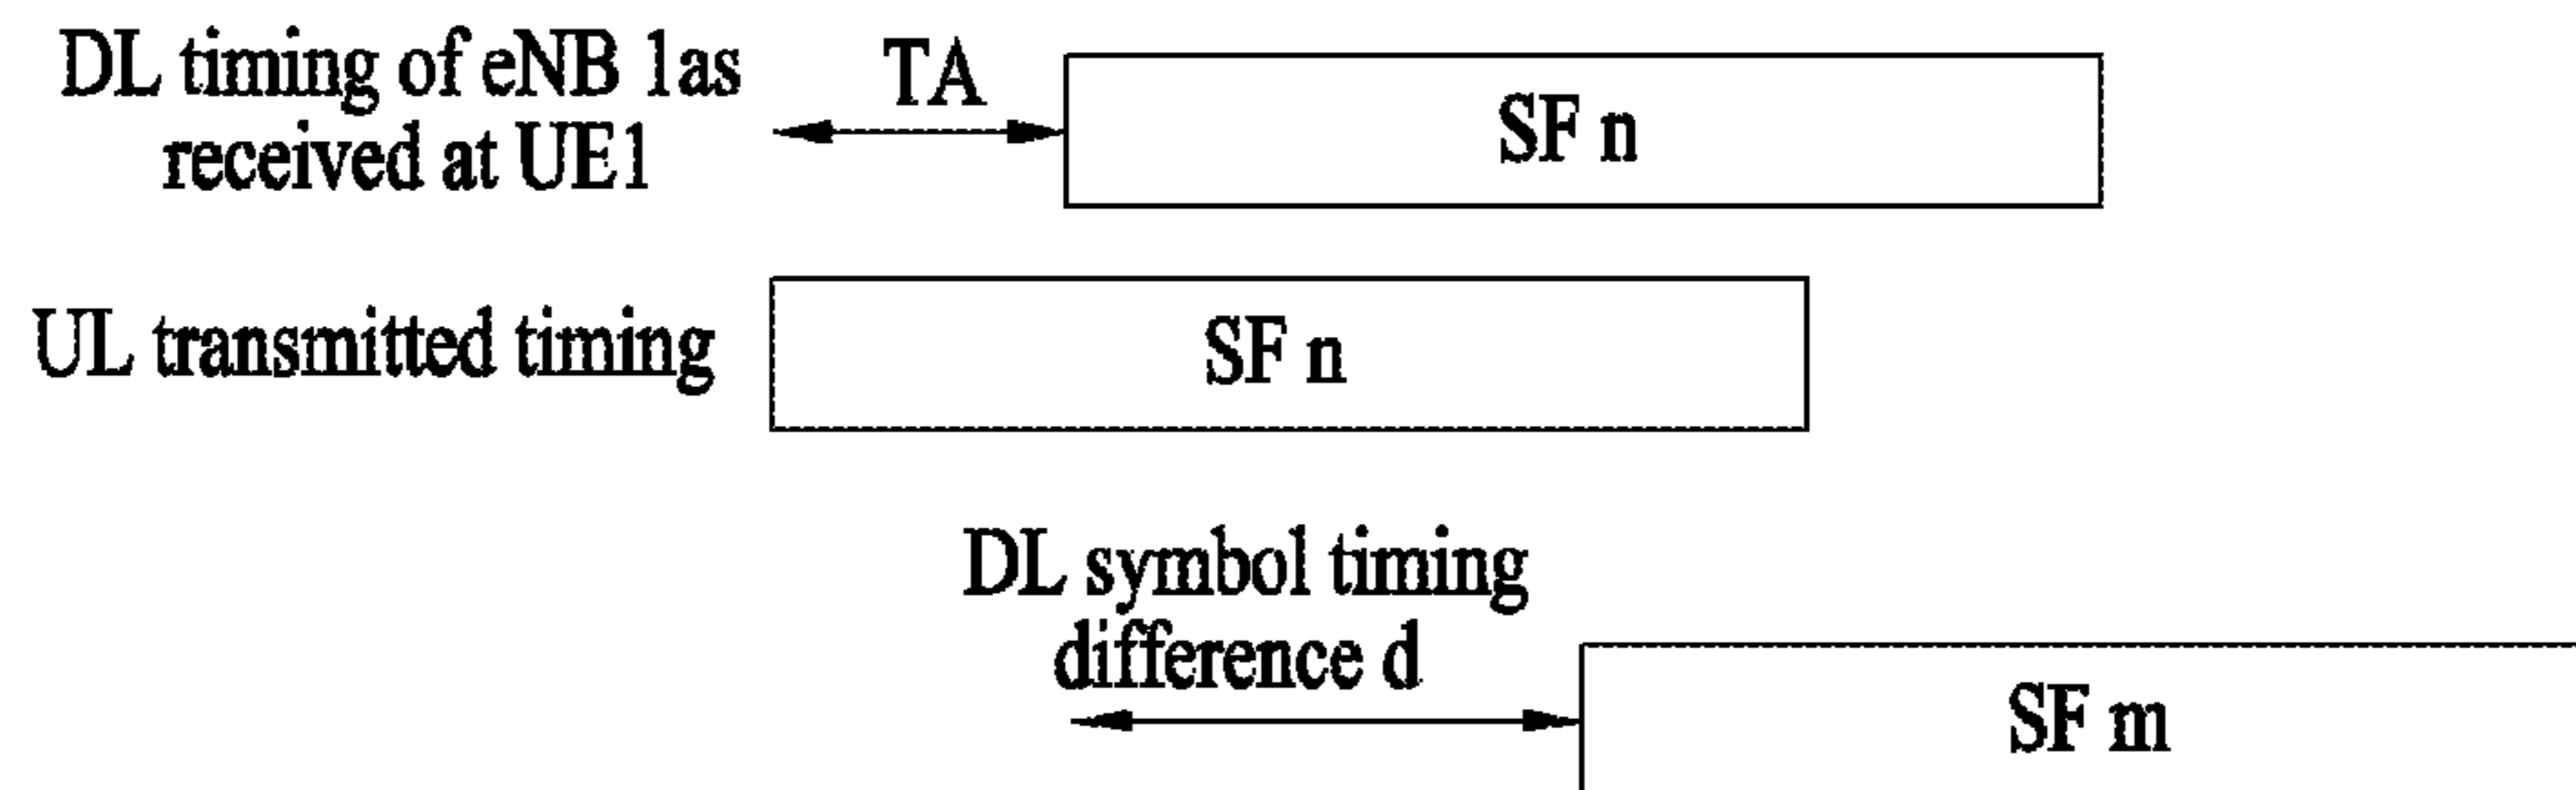 DL timing of eNB 1as
received at UE1
TA
SF n
UL transmitted timing
SF n
DL symbol timing
difference d
SF m